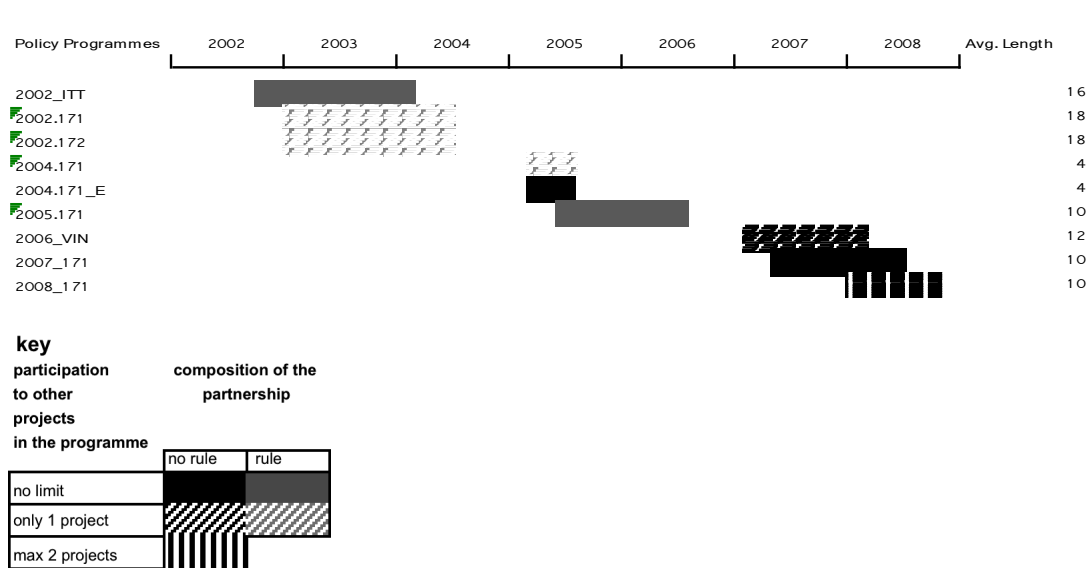 Policy Programmes 2002 2003 2004 2005 2006 2007 2008 Avg. Length
2002_ITT 16
2002.171 18
2002.172 18
2004.171 4
2004.171_E 4
2005.171 10
2006_VIN 12
2007_171 10
2008_171 10
key
participation composition of the
to other partnership
projects
in the programme
no rule rule
no limit
only 1 project
max 2 projects